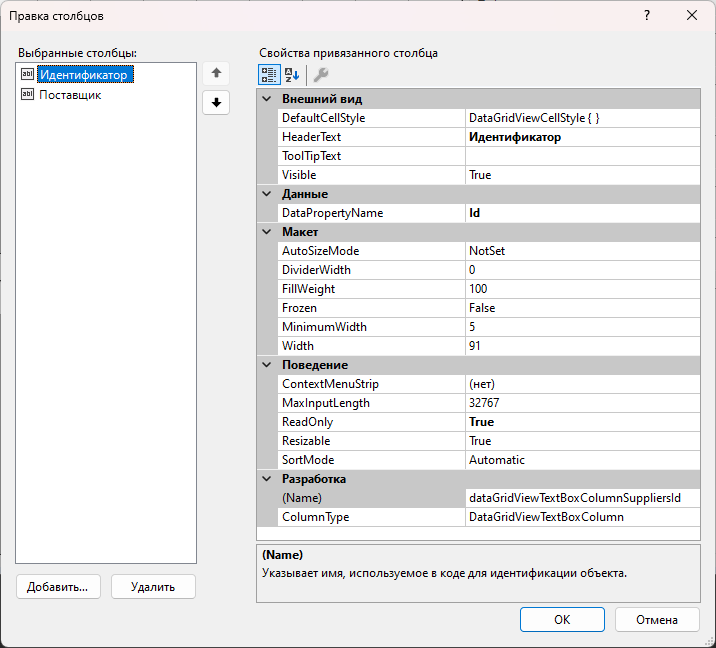 Правка столбцов
?
Выбранные столбцы:
Идентификатор
Поставщик
Свойства привязанного столбца
Внешний вид
DefaultCellStyle DataGridViewCellStyle { }
HeaderText Идентификатор
ToolTipText
Visible True
Данные
DataPropertyName Id
Макет
AutoSizeMode NotSet
DividerWidth 0
FillWeight 100
Frozen False
MinimumWidth 5
Width 91
Поведение
ContextMenuStrip (нет)
MaxInputLength 32767
ReadOnly True
Resizable True
SortMode Automatic
Разработка
(Name) dataGridViewTextBoxColumnSuppliersId
ColumnType DataGridViewTextBoxColumn
(Name)
Указывает имя, используемое в коде для идентификации объекта.
Добавить... Удалить
OK Отмена